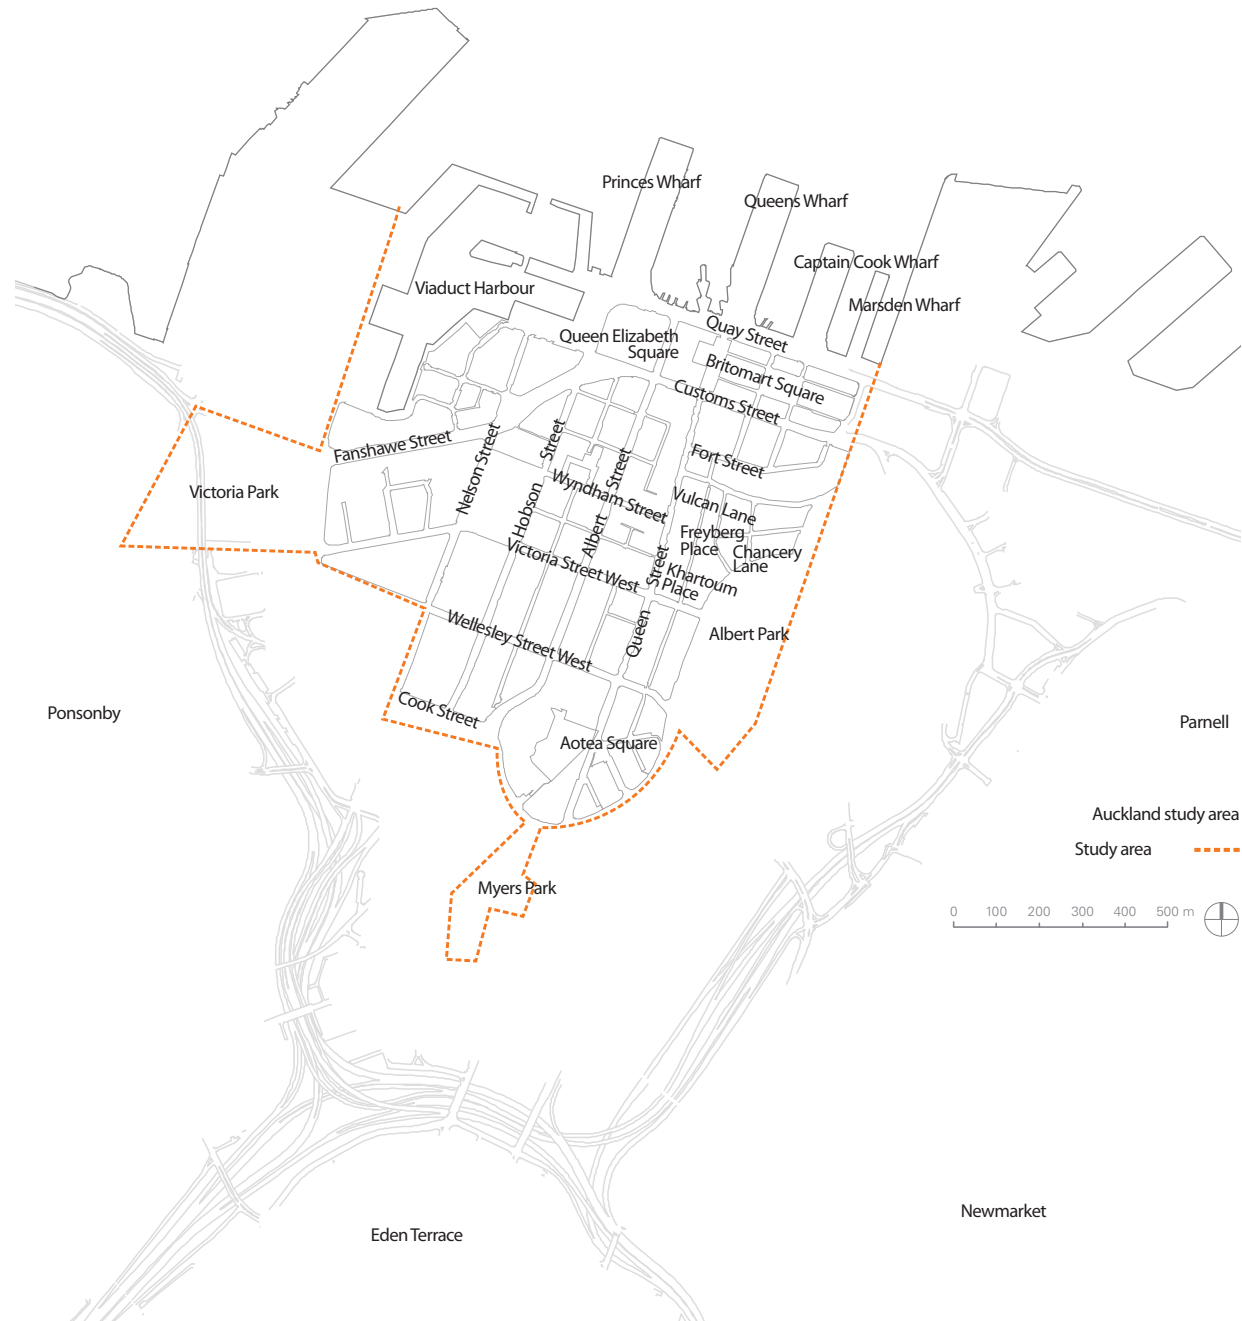 Princes Wharf
Queens Wharf
Captain Cook Wharf
Viaduct Harbour
Marsden Wharf
Quay Street
Queen Elizabeth
Square
Britomart Square
Customs Street
Fanshawe Street
Nelson Street
Hobson
Street
Albert
Street
Fort Street
Victoria Park
Wyndham Street
Vulcan Lane
Freyberg
Place
Chancery
Lane
Victoria Street West
Queen
Street
Khartoum
Place
Wellesley Street West
Albert Park
Cook Street
Ponsonby
Parnell
Aotea Square
Auckland study area
Study area
Myers Park
0 100 200 300 400 500 m
Newmarket
Eden Terrace